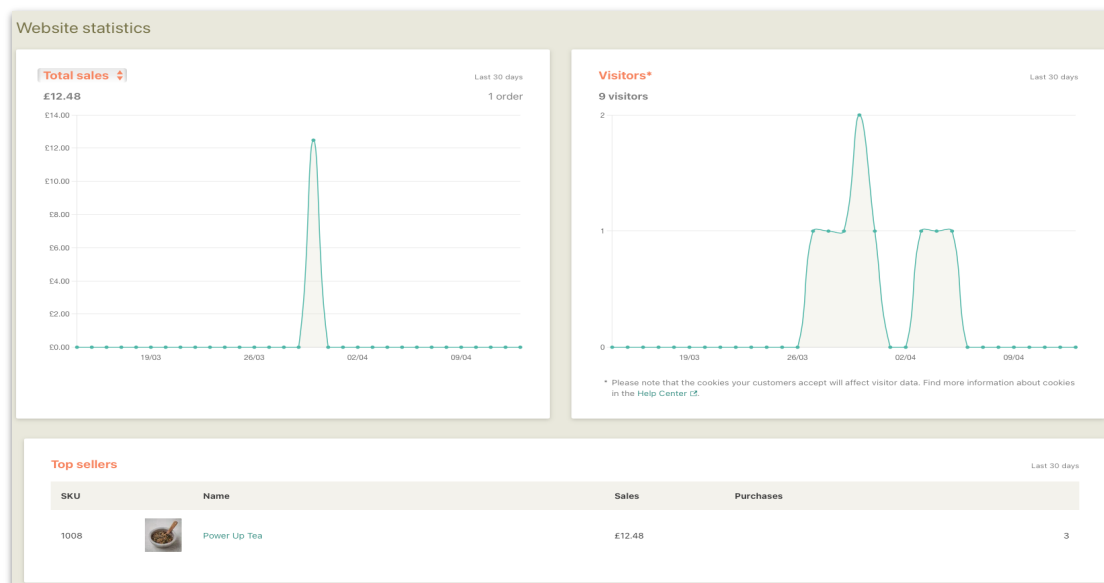 Website statistics
Total sales
Last 30 days
£12.48
1 order
£14.00
£12.00
£10.00
£8.00
£6.00
£4.00
£2.00
£0.00
19/03
26/03
02/04
09/04
Visitors*
Last 30 days
9 visitors
2
1
0
19/03
26/03
02/04
09/04
* Please note that the cookies your customers accept will affect visitor data. Find more information about cookies
in the Help Center.
Top sellers
Last 30 days
SKU Name Sales Purchases
1008 Power Up Tea £12.48 3